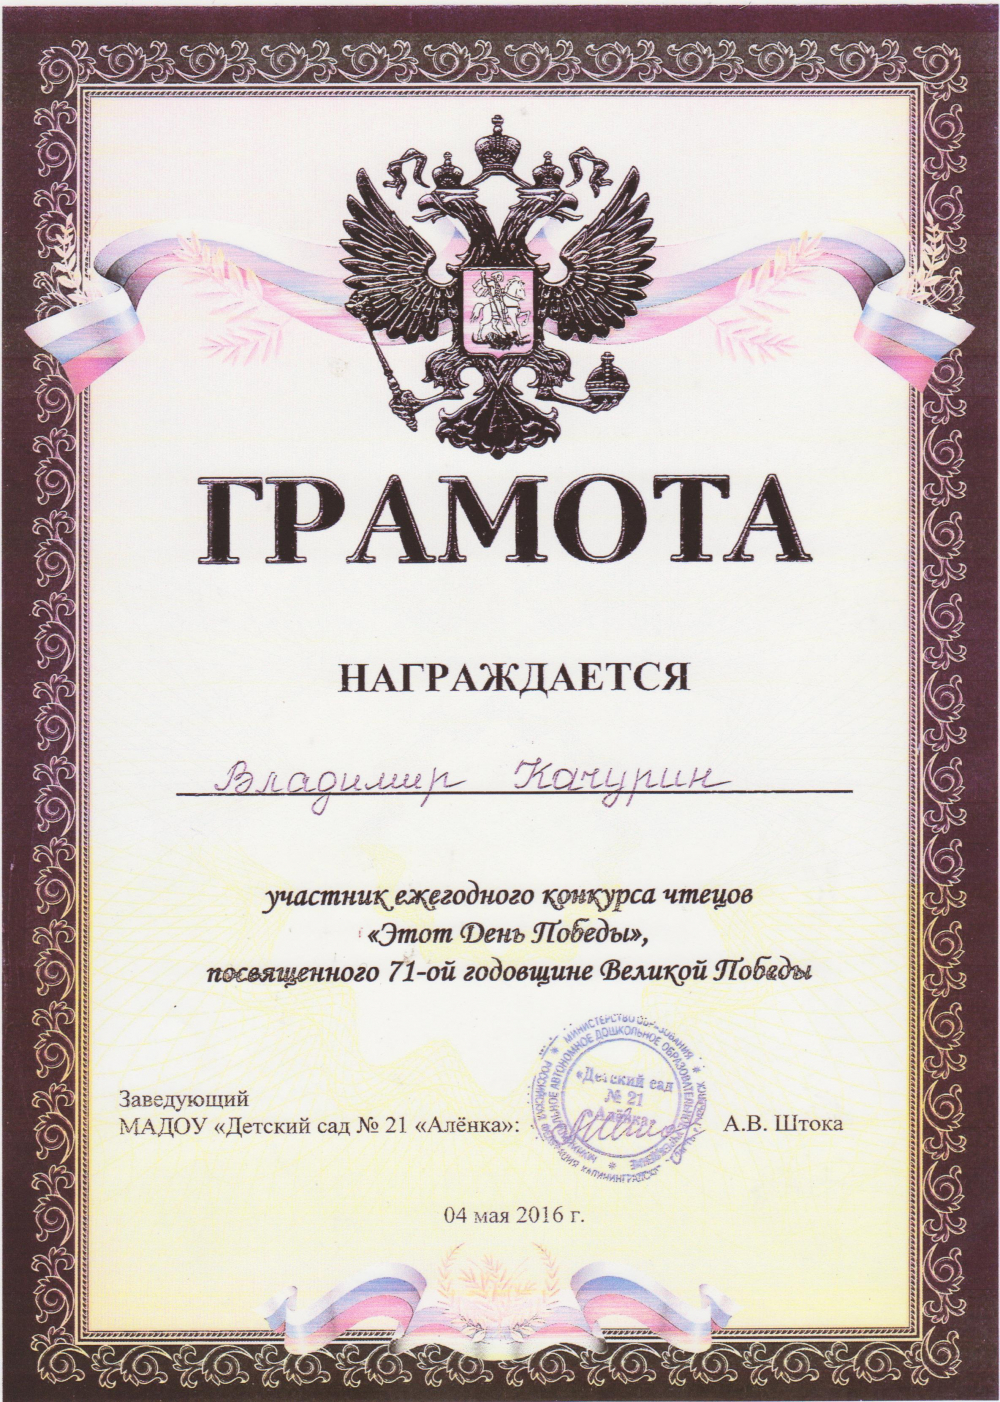 ГРАМОТА
НАГРАЖДАЕТСЯ
Владимир Качурин
участник ежегодного конкурса чтецов
«Этот День Победы»,
посвященного 71-ой годовщине Великой Победы
Заведующий
МАДОУ «Детский сад № 21 «Алёнка»:
«Детский сад
№ 21
Алёнка»
А.В. Штока
04 мая 2016 г.